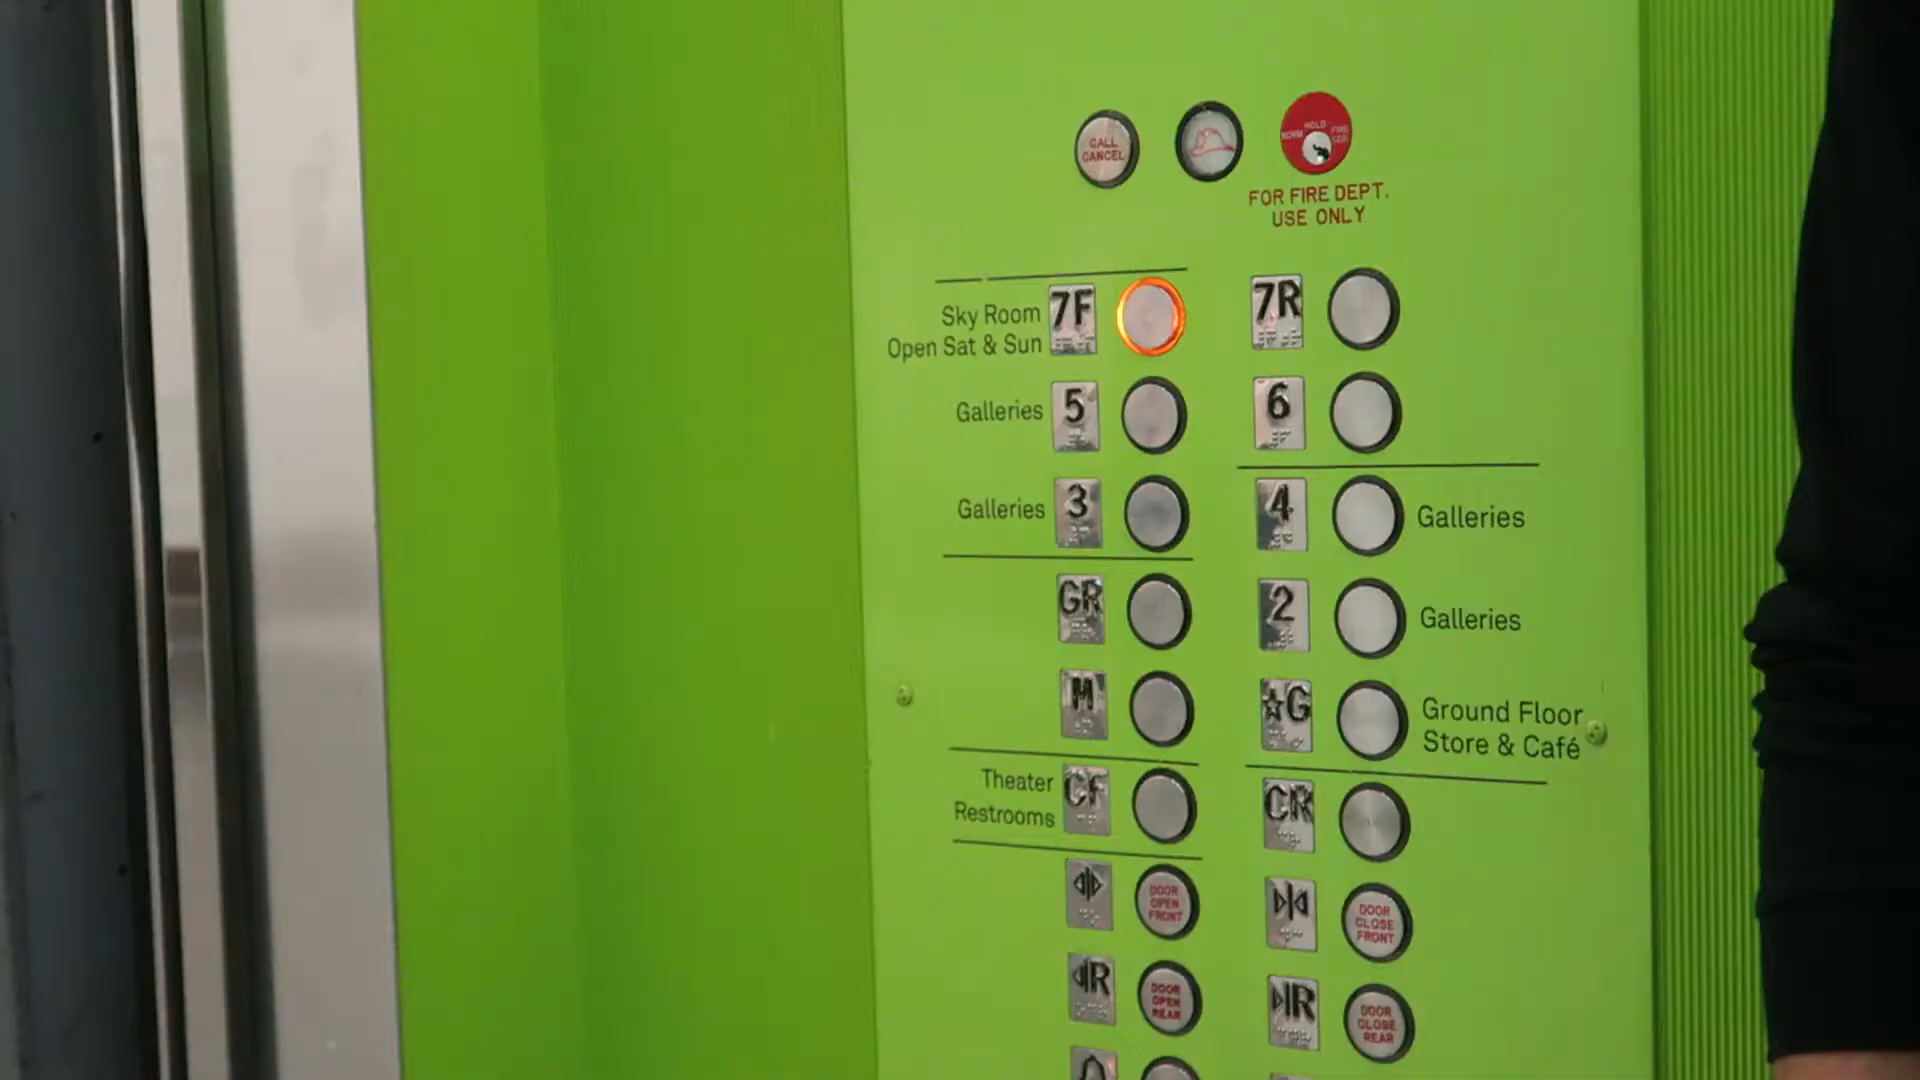 CALL
CANCEL
HOLD
NORM
FOR FIRE DEPT.
USE ONLY
Sky Room
Open Sat & Sun
7F
7R
Galleries
5
6
Galleries
3
4
Galleries
GR
2
Galleries
M
☆G
Ground Floor
Store & Café
Theater
Restrooms
CF
CR
DOOR
OPEN
FRONT
DOOR
CLOSE
FRONT
R
DOOR
OPEN
REAR
R
DOOR
CLOSE
REAR